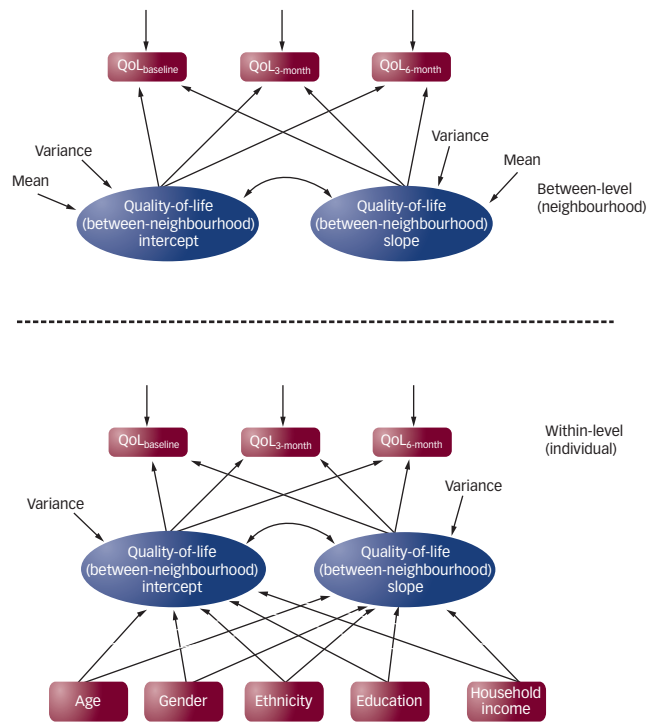 QoLbaseline
QoL3-month
QoL6-month
Variance
Mean
Variance
Mean
Quality-of-life
(between-neighbourhood)
intercept
Quality-of-life
(between-neighbourhood)
slope
Between-level
(neighbourhood)
QoLbaseline
QoL3-month
QoL6-month
Within-level
(individual)
Variance
Variance
Quality-of-life
(between-neighbourhood)
intercept
Quality-of-life
(between-neighbourhood)
slope
Age
Gender
Ethnicity
Education
Household
income